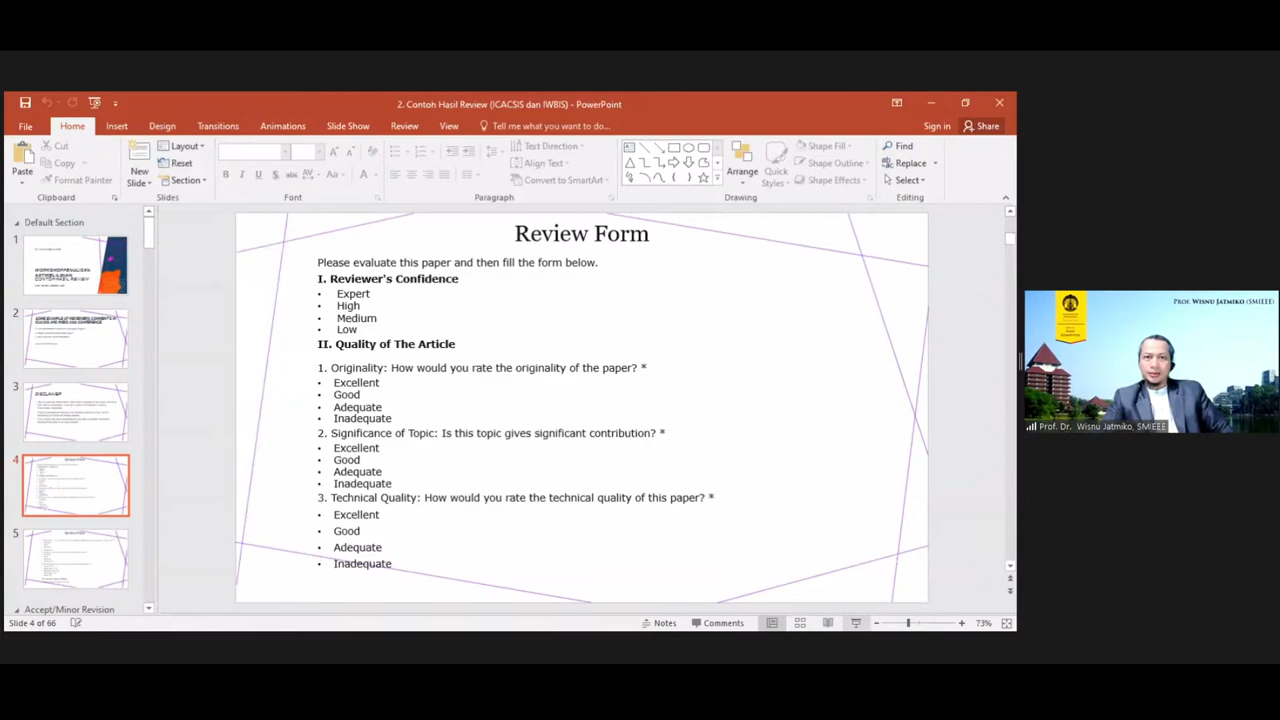 2. Contoh Hasil Review (ICACSIS dan IWBIS) - PowerPoint
File Home Insert Design Transitions Animations Slide Show Review View Tell me what you want to do... Sign in Share
Paste
Cut
Copy
Format Painter
Clipboard
New
Slide
Layout
Reset
Section
Slides
Font
Text Direction
Align Text
Convert to SmartArt
Paragraph
Arrange
Quick
Styles
Shape Fill
Shape Outline
Shape Effects
Drawing
Find
Replace
Select
Editing
Default Section
1
2
3
DISCLAIMER
4
5
Accept/Minor Revision
Review Form
Please evaluate this paper and then fill the form below.
I. Reviewer's Confidence
• Expert
• High
• Medium
• Low
II. Quality of The Article
1. Originality: How would you rate the originality of the paper? *
• Excellent
• Good
• Adequate
• Inadequate
2. Significance of Topic: Is this topic gives significant contribution? *
• Excellent
• Good
• Adequate
• Inadequate
3. Technical Quality: How would you rate the technical quality of this paper? *
• Excellent
• Good
• Adequate
• Inadequate
Slide 4 of 66
Notes Comments 73%
Prof. Wisnu Jatmiko (SMIEEE)
Prof. Dr. Wisnu Jatmiko, SMIEEE